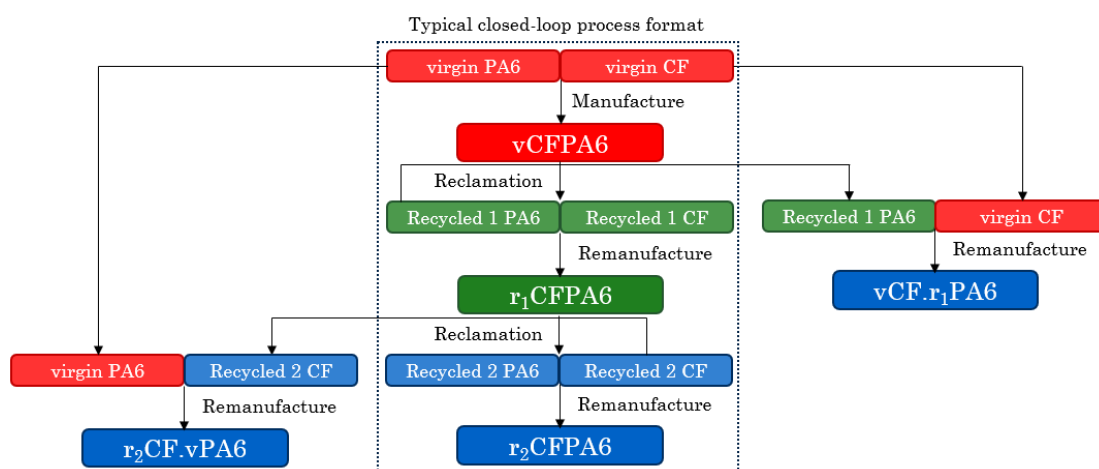 Typical closed-loop process format
virgin PA6 virgin CF
Manufacture
vCFPA6
Reclamation
Recycled 1 PA6 Recycled 1 CF Recycled 1 PA6 virgin CF
Remanufacture Remanufacture
r₁CFPA6 vCF.r₁PA6
Reclamation
virgin PA6 Recycled 2 CF Recycled 2 PA6 Recycled 2 CF
Remanufacture Remanufacture
r₂CF.vPA6 r₂CFPA6